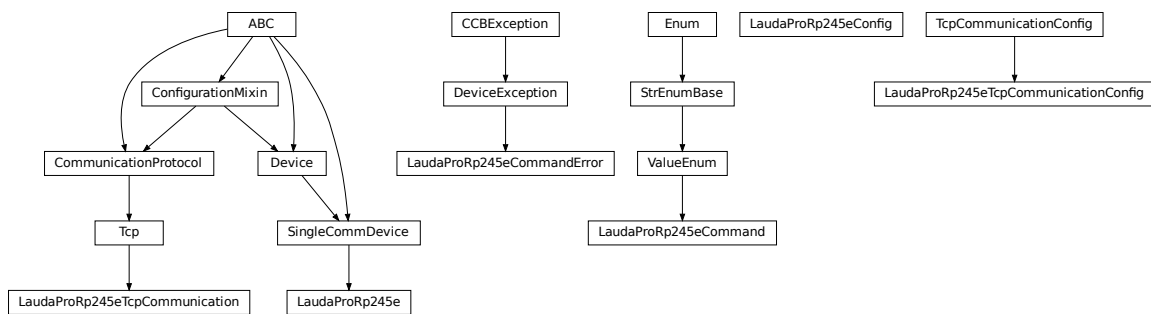 ABC
CCBException
Enum
LaudaProRp245eConfig
TcpCommunicationConfig
ConfigurationMixin
DeviceException
StrEnumBase
LaudaProRp245eTcpCommunicationConfig
CommunicationProtocol
Device
LaudaProRp245eCommandError
ValueEnum
Tcp
SingleCommDevice
LaudaProRp245eCommand
LaudaProRp245eTcpCommunication
LaudaProRp245e